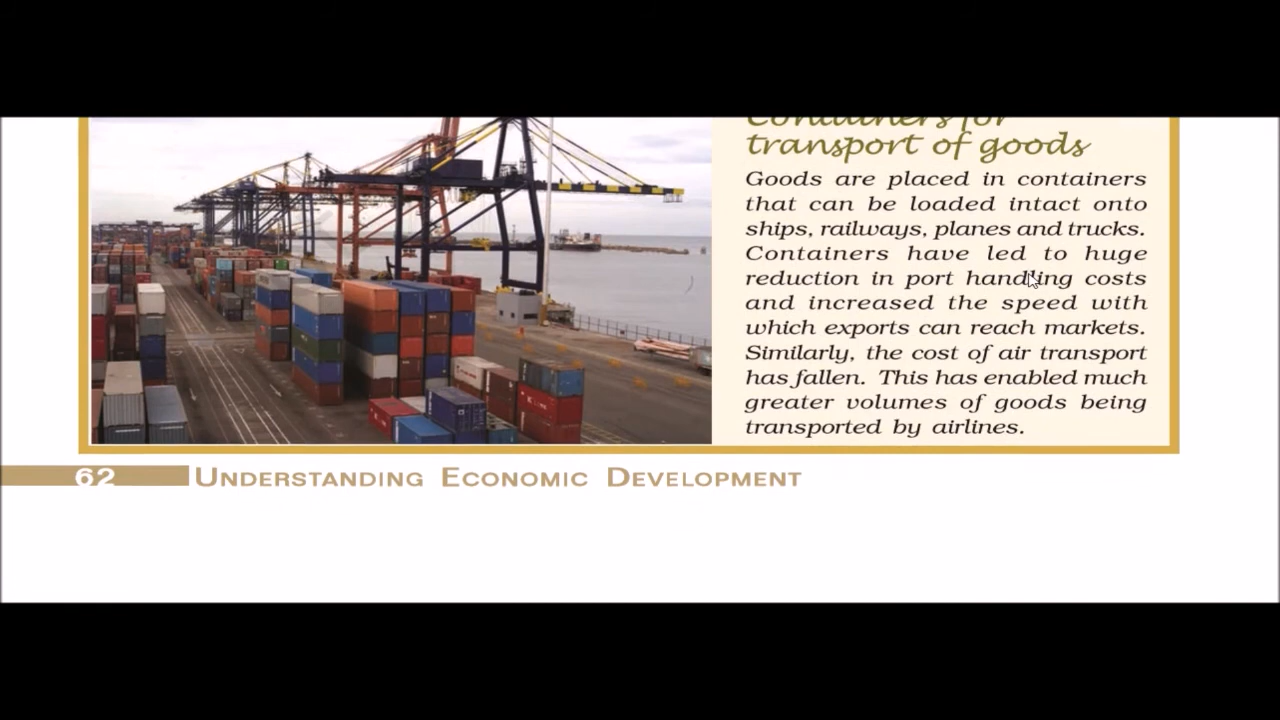 Containers for
transport of goods
Goods are placed in containers
that can be loaded intact onto
ships, railways, planes and trucks.
Containers have led to huge
reduction in port handling costs
and increased the speed with
which exports can reach markets.
Similarly, the cost of air transport
has fallen. This has enabled much
greater volumes of goods being
transported by airlines.
62 UNDERSTANDING ECONOMIC DEVELOPMENT